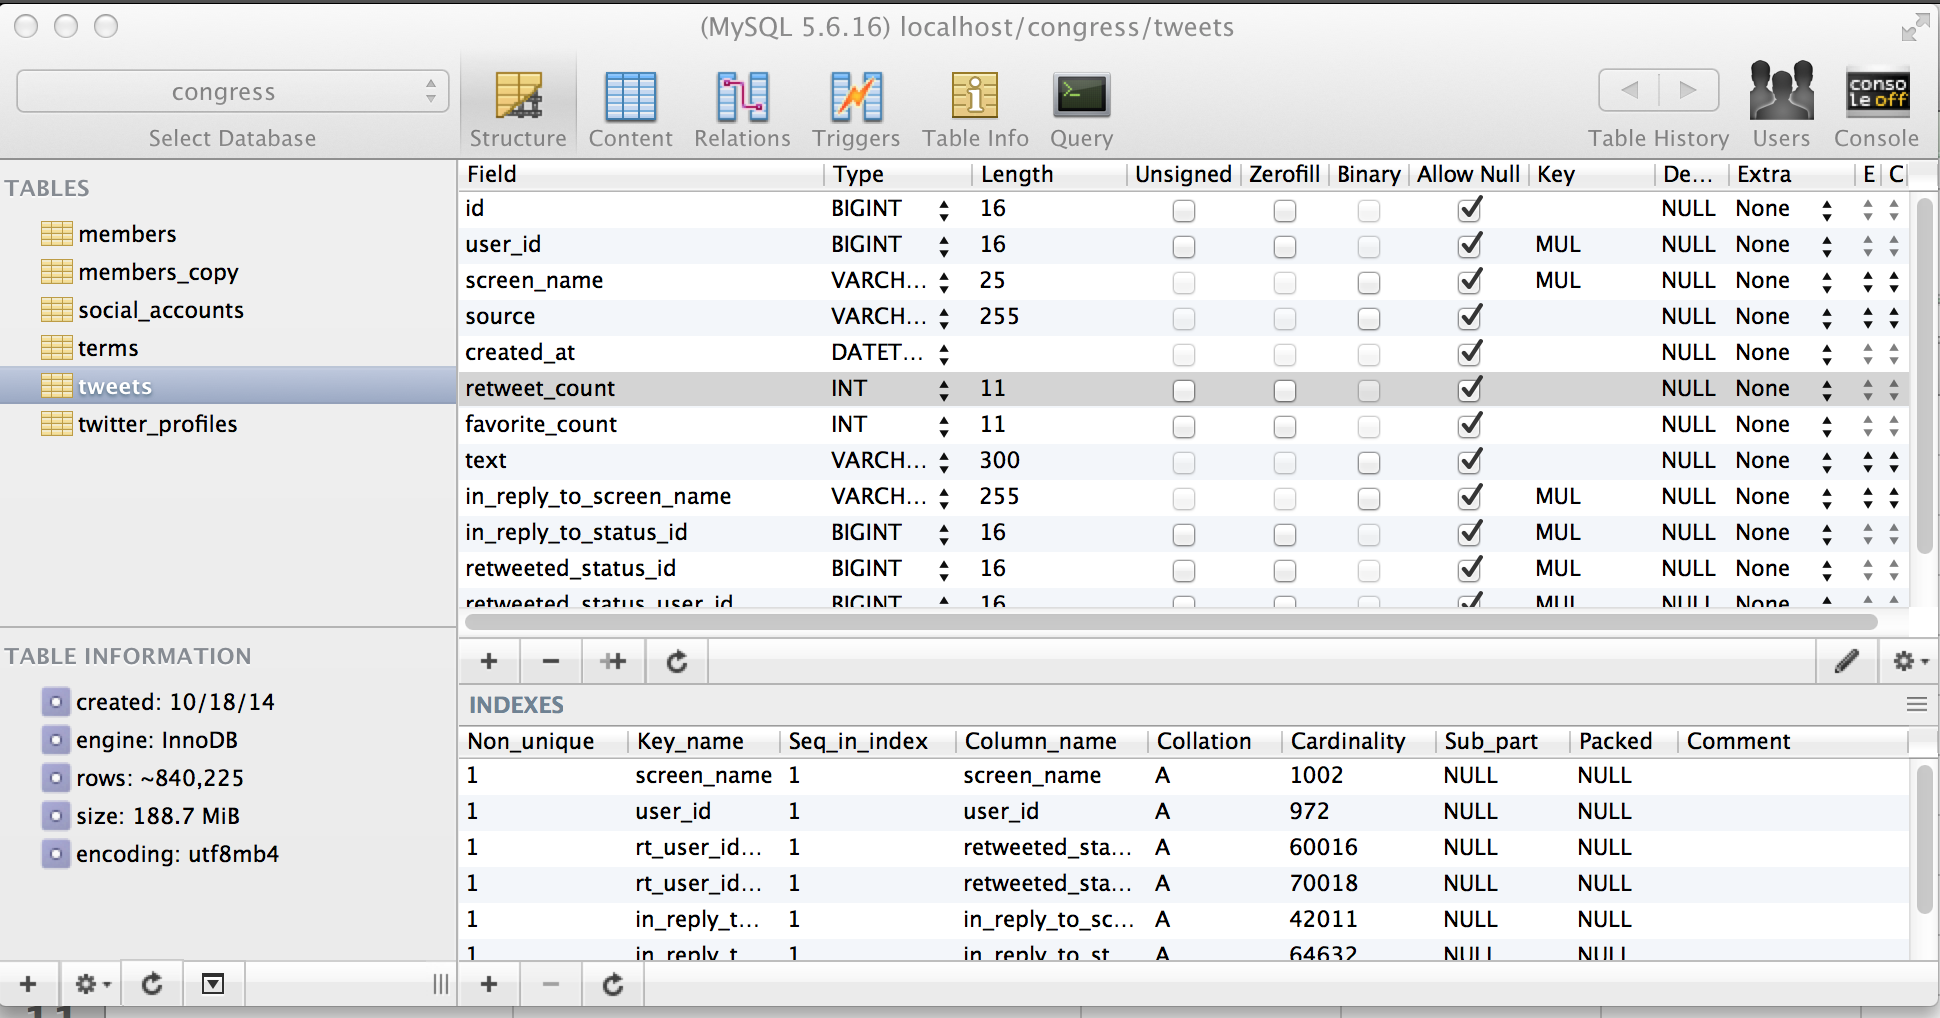 (MySQL 5.6.16) localhost/congress/tweets
congress
Select Database
Structure Content Relations Triggers Table Info Query Table History Users Console
conso
le off
TABLES
members
members_copy
social_accounts
terms
tweets
twitter_profiles
Field Type Length Unsigned Zerofill Binary Allow Null Key De... Extra E C
id BIGINT 16 NULL None
user_id BIGINT 16 MUL NULL None
screen_name VARCH... 25 MUL NULL None
source VARCH... 255 NULL None
created_at DATET... NULL None
retweet_count INT 11 NULL None
favorite_count INT 11 NULL None
text VARCH... 300 NULL None
in_reply_to_screen_name VARCH... 255 MUL NULL None
in_reply_to_status_id BIGINT 16 MUL NULL None
retweeted_status_id BIGINT 16 MUL NULL None
retweeted_status_user_id BIGINT 16 MUL NULL None
TABLE INFORMATION
created: 10/18/14
engine: InnoDB
rows: ~840,225
size: 188.7 MiB
encoding: utf8mb4
INDEXES
Non_unique Key_name Seq_in_index Column_name Collation Cardinality Sub_part Packed Comment
1 screen_name 1 screen_name A 1002 NULL NULL
1 user_id 1 user_id A 972 NULL NULL
1 rt_user_id... 1 retweeted_sta... A 60016 NULL NULL
1 rt_user_id... 1 retweeted_sta... A 70018 NULL NULL
1 in_reply_t... 1 in_reply_to_sc... A 42011 NULL NULL
1 in_reply_t 1 in_reply_to_st A 64632 NULL NULL